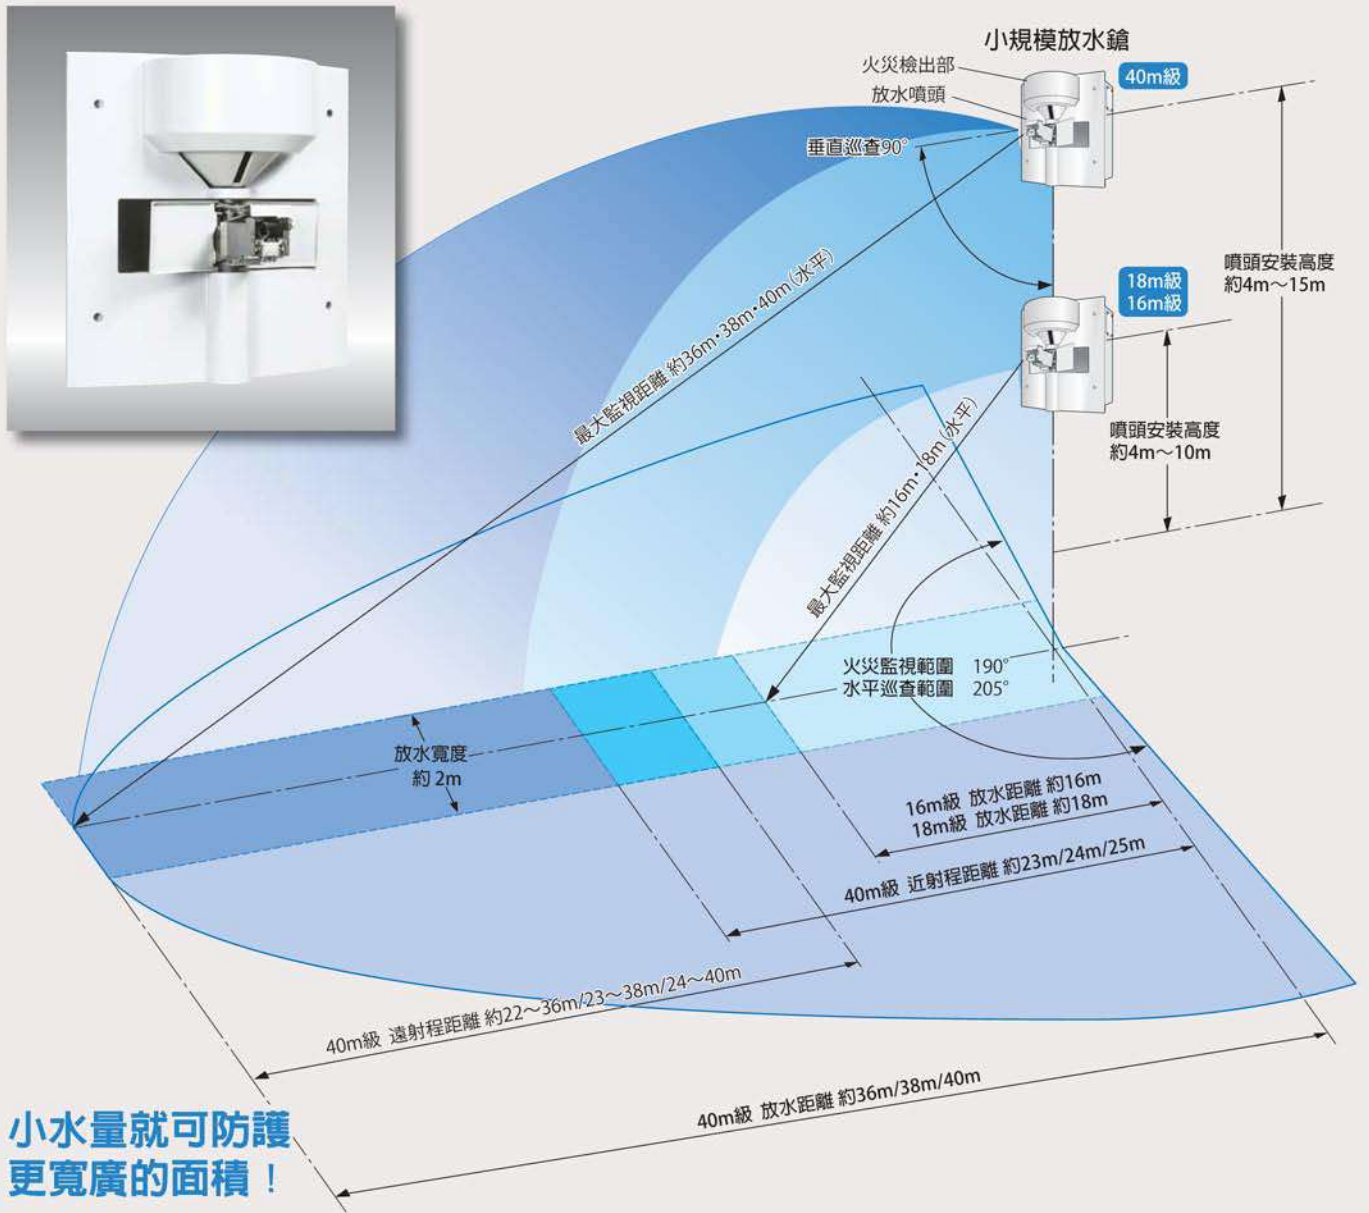 小規模放水鎗
火災檢出部
40m級
放水噴頭
垂直巡查90°
噴頭安裝高度
約4m～15m
18m級
16m級
最大監視距離 約36m・38m・40m(水平)
噴頭安裝高度
約4m～10m
最大監視距離 約16m・18m(水平)
火災監視範圍 190°
水平巡查範圍 205°
放水寬度
約 2m
16m級 放水距離 約16m
18m級 放水距離 約18m
40m級 近射程距離 約23m/24m/25m
40m級 遠射程距離 約22～36m/23～38m/24～40m
40m級 放水距離 約36m/38m/40m
小水量就可防護
更寬廣的面積！